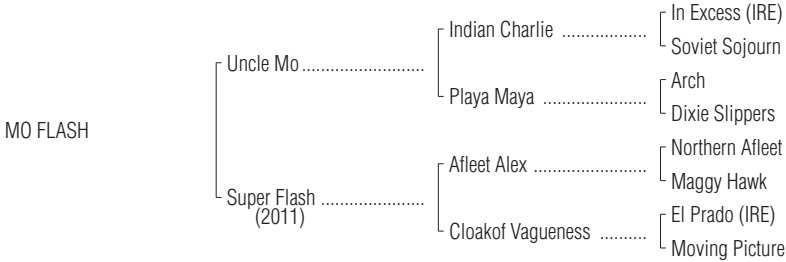 In Excess (IRE)
Indian Charlie ..................
Soviet Sojourn
Uncle Mo ..........................
Arch
Playa Maya ......................
Dixie Slippers
MO FLASH
Northern Afleet
Afleet Alex ........................
Maggy Hawk
Super Flash ......................
(2011)
El Prado (IRE)
Cloakof Vagueness ..........
Moving Picture